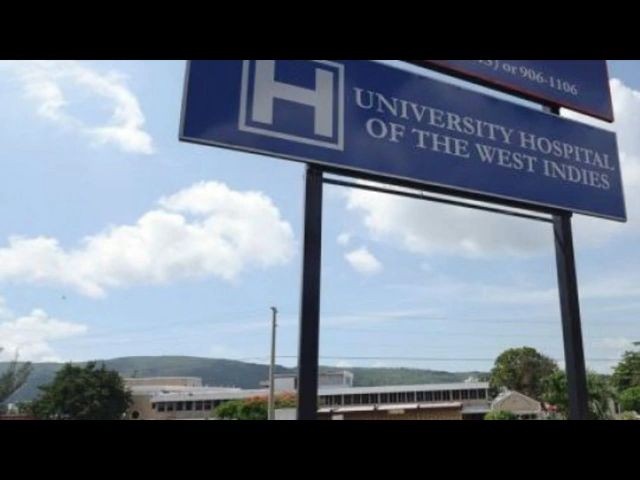 S) or 906-1106
H
UNIVERSITY HOSPITAL
OF THE WEST INDIES